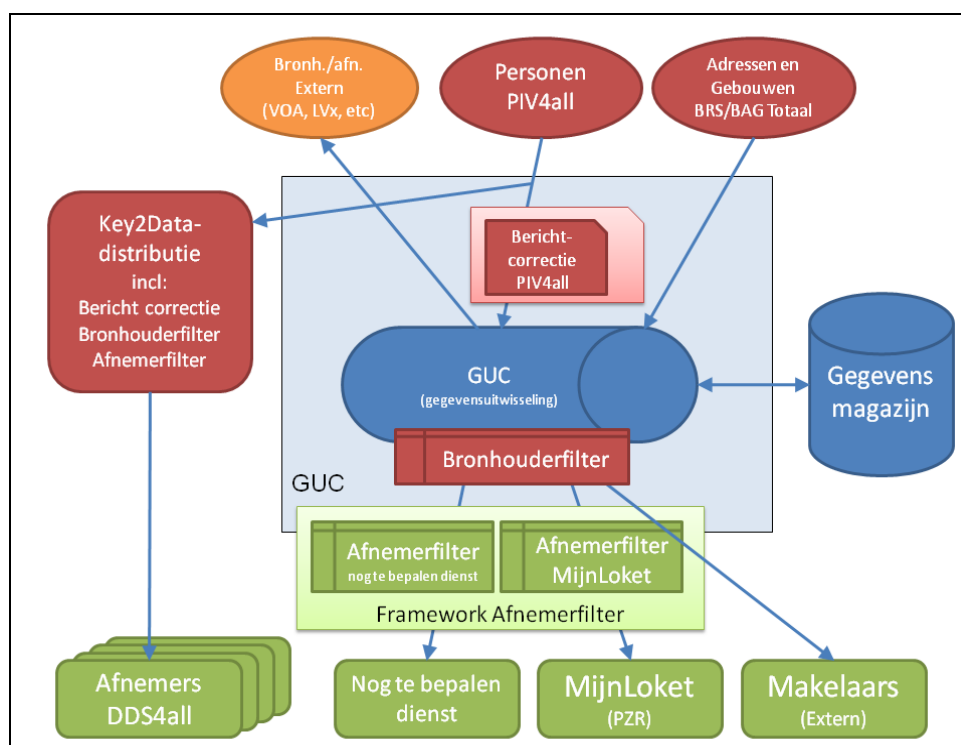 Bronh./afn.
Extern
(VOA, LVx, etc)
Personen
PIV4all
Adressen en
Gebouwen
BRS/BAG Totaal
Key2Data-
distributie
incl:
Bericht correctie
Bronhouderfilter
Afnemerfilter
Bericht-
correctie
PIV4all
GUC
(gegevensuitwisseling)
Gegevens
magazijn
Bronhouderfilter
GUC
Afnemerfilter
nog te bepalen dienst
Afnemerfilter
MijnLoket
Framework Afnemerfilter
Afnemers
DDS4all
Nog te bepalen
dienst
MijnLoket
(PZR)
Makelaars
(Extern)